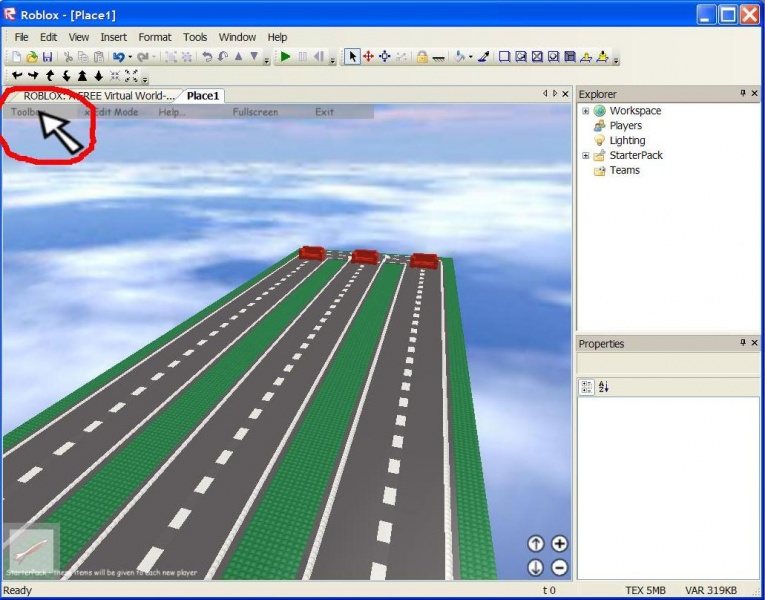 Roblox - [Place1]
File Edit View Insert Format Tools Window Help
ROBLOX: A FREE Virtual World-... Place1
Explorer
Toolbox x Edit Mode Help... Fullscreen Exit
Workspace
Players
Lighting
StarterPack
Teams
Properties
StarterPack - these items will be given to each new player
Ready t 0 TEX 5MB VAR 319KB